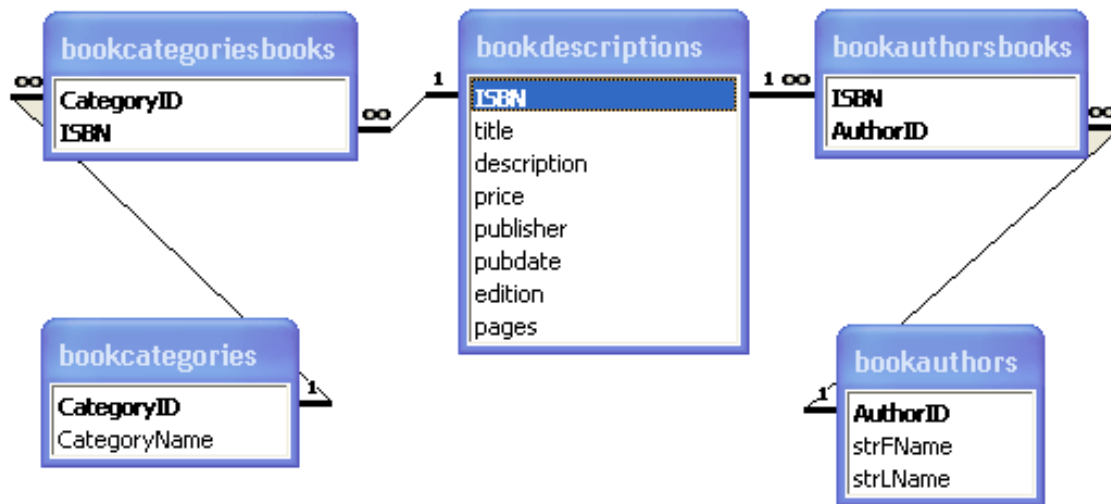 bookcategoriesbooks
CategoryID
ISBN
bookdescriptions
ISBN
title
description
price
publisher
pubdate
edition
pages
bookauthorsbooks
ISBN
AuthorID
∞
∞
1
1 ∞
∞
bookcategories
CategoryID
CategoryName
1
bookauthors
AuthorID
strFName
strLName
1